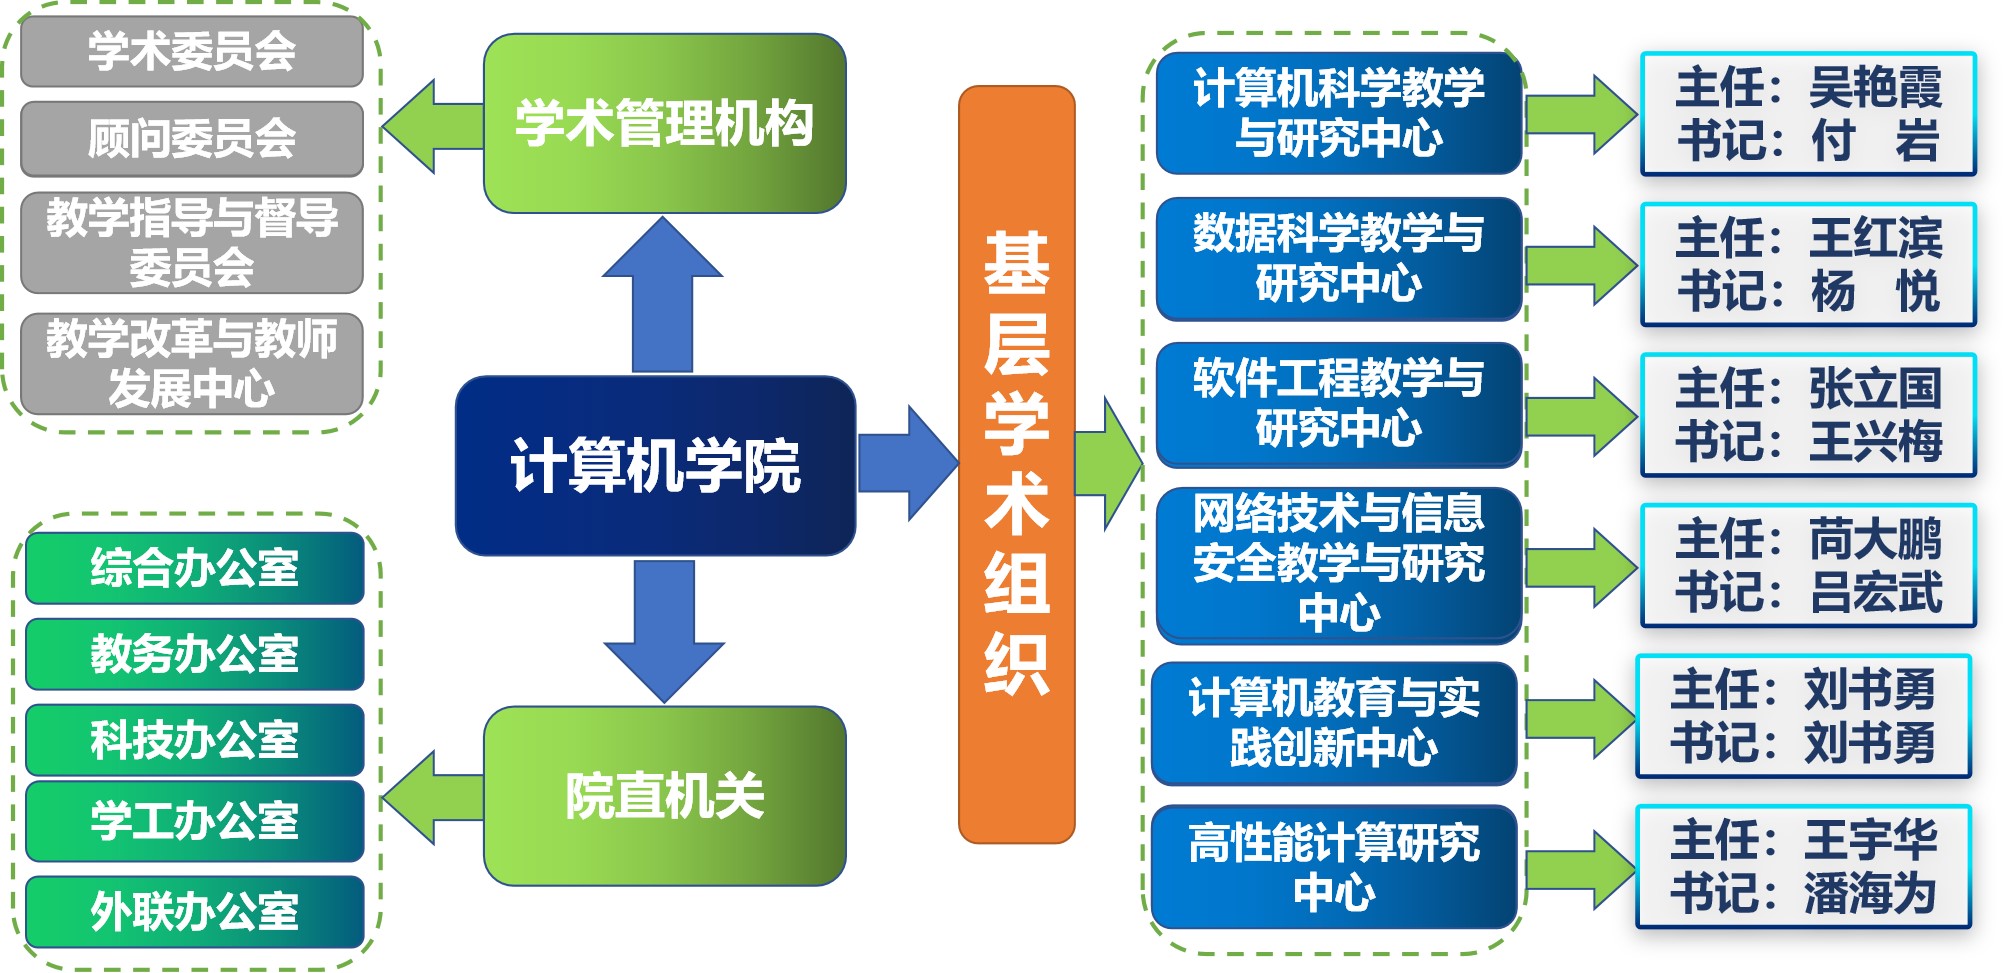 学术委员会
顾问委员会
教学指导与督导
委员会
教学改革与教师
发展中心
学术管理机构
计算机学院
院直机关
综合办公室
教务办公室
科技办公室
学工办公室
外联办公室
基层学术组织
计算机科学教学
与研究中心
主任：吴艳霞
书记：付　岩
数据科学教学与
研究中心
主任：王红滨
书记：杨　悦
软件工程教学与
研究中心
主任：张立国
书记：王兴梅
网络技术与信息
安全教学与研究
中心
主任：苘大鹏
书记：吕宏武
计算机教育与实
践创新中心
主任：刘书勇
书记：刘书勇
高性能计算研究
中心
主任：王宇华
书记：潘海为